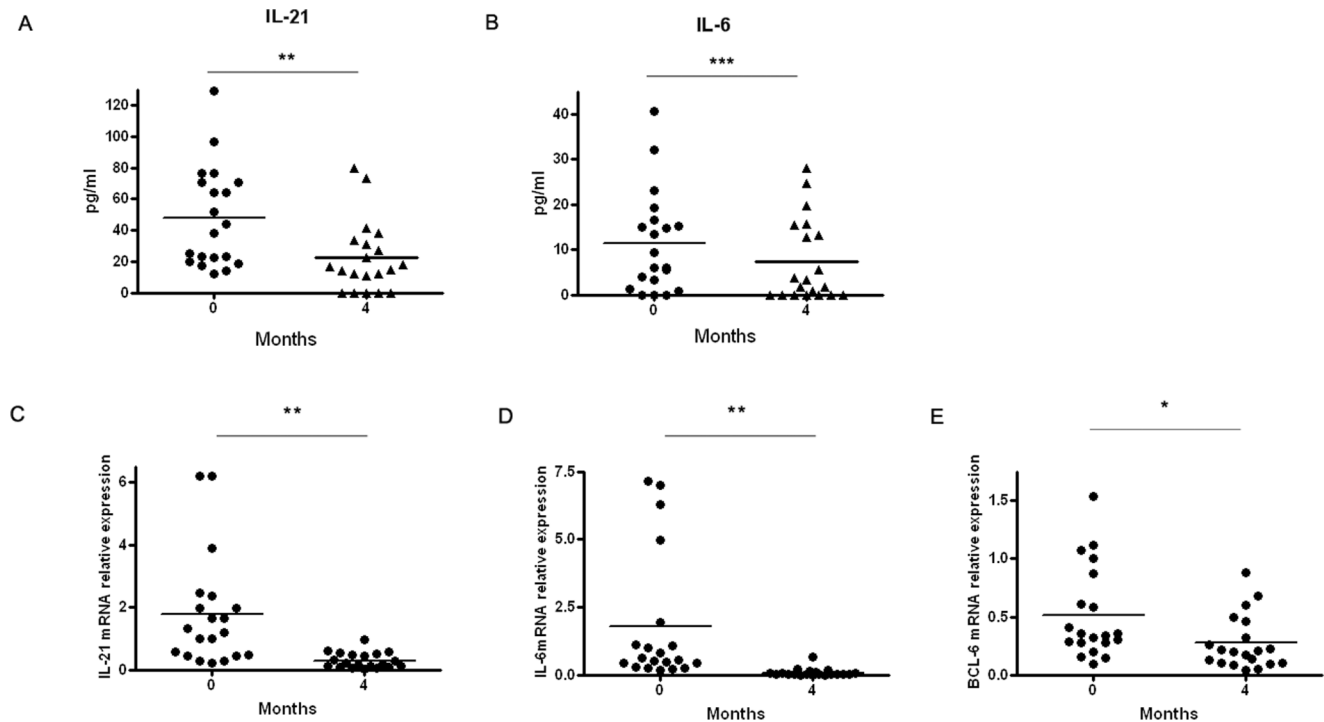 A
IL-21
**
pg/ml
120
100
80
60
40
20
0
0 4
Months
B
IL-6
***
pg/ml
40
30
20
10
0
0 4
Months
C
**
IL-21 mRNA relative expression
6
4
2
0
0 4
Months
D
**
IL-6mRNA relative expression
7.5
5.0
2.5
0.0
0 4
Months
E
*
BCL-6 mRNA relative expression
1.5
1.0
0.5
0.0
0 4
Months